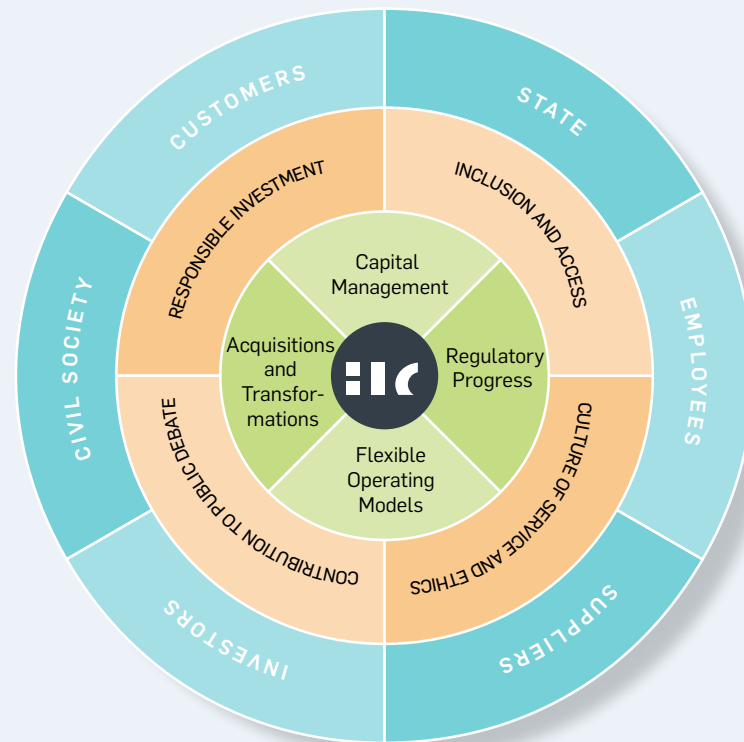 CUSTOMERS
STATE
EMPLOYEES
SUPPLIERS
INVESTORS
CIVIL SOCIETY
RESPONSIBLE INVESTMENT
INCLUSION AND ACCESS
CULTURE OF SERVICE AND ETHICS
CONTRIBUTION TO PUBLIC DEBATE
Capital
Management
Regulatory
Progress
Flexible
Operating
Models
Acquisitions
and
Transfor-
mations